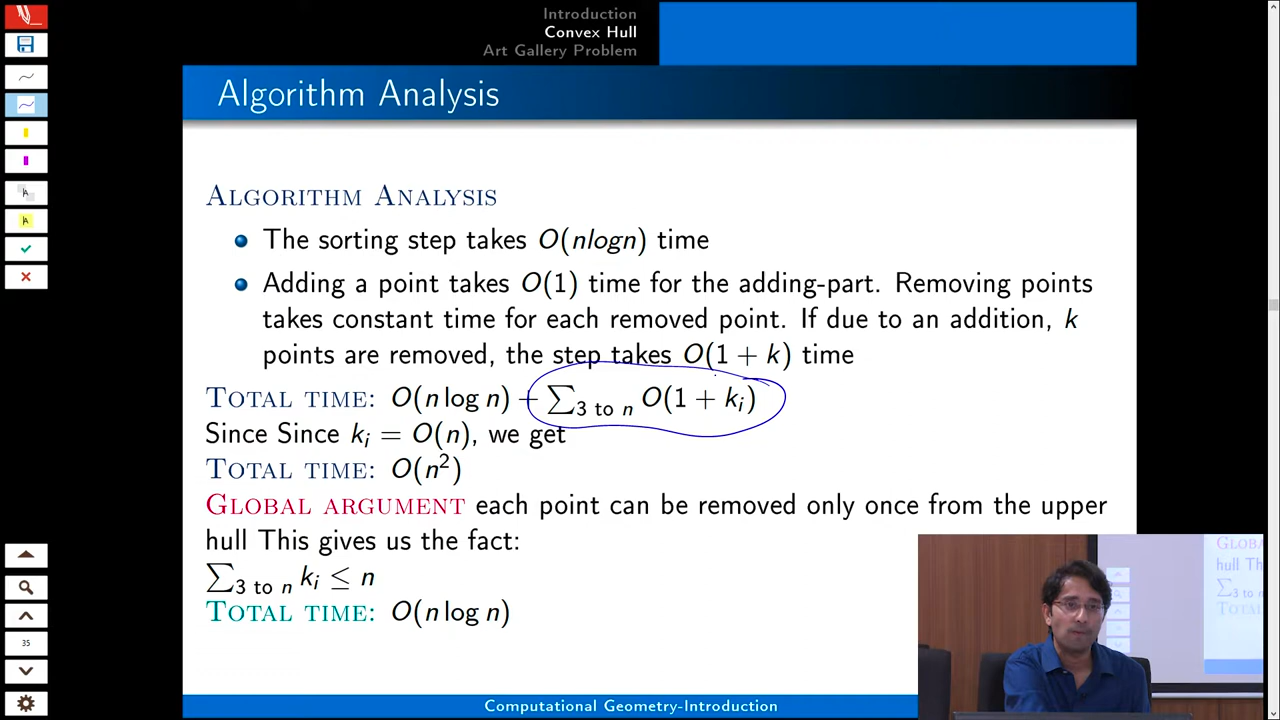 Introduction
Convex Hull
Art Gallery Problem
Algorithm Analysis
ALGORITHM ANALYSIS
The sorting step takes O(nlogn) time
Adding a point takes O(1) time for the adding-part. Removing points
takes constant time for each removed point. If due to an addition, k
points are removed, the step takes O(1 + k) time
TOTAL TIME: O(n log n) + ∑3 to n O(1 + ki)
Since Since ki = O(n), we get
TOTAL TIME: O(n²)
GLOBAL ARGUMENT each point can be removed only once from the upper
hull This gives us the fact:
∑3 to n ki ≤ n
TOTAL TIME: O(n log n)
35
Computational Geometry-Introduction